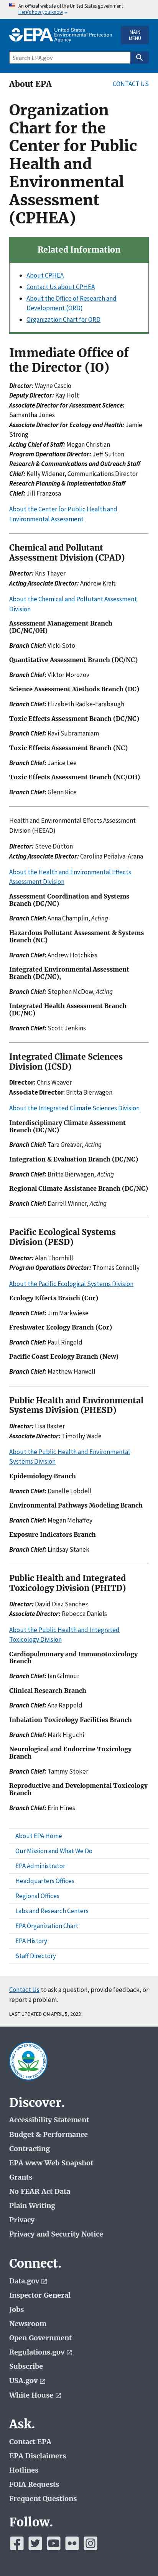 An official website of the United States government
Here's how you know
EPA
United States
Environmental Protection
Agency
MAIN
MENU
Search EPA.gov
About EPA
CONTACT US
Organization
Chart for the
Center for Public
Health and
Environmental
Assessment
(CPHEA)
Related Information
About CPHEA
Contact Us about CPHEA
About the Office of Research and
Development (ORD)
Organization Chart for ORD
Immediate Office of
the Director (IO)
Director: Wayne Cascio
Deputy Director: Kay Holt
Associate Director for Assessment Science:
Samantha Jones
Associate Director for Ecology and Health: Jamie
Strong
Acting Chief of Staff: Megan Christian
Program Operations Director: Jeff Sutton
Research Communications and Outreach Staff
Chief: Kelly Widener, Communications Director
Research Planning & Implementation Staff
Chief: Jill Franzosa
About the Center for Public Health and
Environmental Assessment
Chemical and Pollutant
Assessment Division (CPAD)
Director: Kris Thayer
Acting Associate Director: Andrew Kraft
About the Chemical and Pollutant Assessment
Division
Assessment Management Branch
(DC/NC/OH)
Branch Chief: Vicki Soto
Quantitative Assessment Branch (DC/NC)
Branch Chief: Viktor Morozov
Science Assessment Methods Branch (DC)
Branch Chief: Elizabeth Radke-Farabaugh
Toxic Effects Assessment Branch (DC/NC)
Branch Chief: Ravi Subramaniam
Toxic Effects Assessment Branch (NC)
Branch Chief: Janice Lee
Toxic Effects Assessment Branch (NC/OH)
Branch Chief: Glenn Rice
Health and Environmental Effects Assessment
Division (HEEAD)
Director: Steve Dutton
Acting Associate Director: Carolina Peñalva-Arana
About the Health and Environmental Effects
Assessment Division
Assessment Coordination and Systems
Branch (DC/NC)
Branch Chief: Anna Champlin, Acting
Hazardous Pollutant Assessment & Systems
Branch (NC)
Branch Chief: Andrew Hotchkiss
Integrated Environmental Assessment
Branch (DC/NC),
Branch Chief: Stephen McDow, Acting
Integrated Health Assessment Branch
(DC/NC)
Branch Chief: Scott Jenkins
Integrated Climate Sciences
Division (ICSD)
Director: Chris Weaver
Associate Director: Britta Bierwagen
About the Integrated Climate Sciences Division
Interdisciplinary Climate Assessment
Branch (DC/NC)
Branch Chief: Tara Greaver, Acting
Integration & Evaluation Branch (DC/NC)
Branch Chief: Britta Bierwagen, Acting
Regional Climate Assistance Branch (DC/NC)
Branch Chief: Darrell Winner, Acting
Pacific Ecological Systems
Division (PESD)
Director: Alan Thornhill
Program Operations Director: Thomas Connolly
About the Pacific Ecological Systems Division
Ecology Effects Branch (Cor)
Branch Chief: Jim Markwiese
Freshwater Ecology Branch (Cor)
Branch Chief: Paul Ringold
Pacific Coast Ecology Branch (New)
Branch Chief: Matthew Harwell
Public Health and Environmental
Systems Division (PHESD)
Director: Lisa Baxter
Associate Director: Timothy Wade
About the Public Health and Environmental
Systems Division
Epidemiology Branch
Branch Chief: Danelle Lobdell
Environmental Pathways Modeling Branch
Branch Chief: Megan Mehaffey
Exposure Indicators Branch
Branch Chief: Lindsay Stanek
Public Health and Integrated
Toxicology Division (PHITD)
Director: David Diaz Sanchez
Associate Director: Rebecca Daniels
About the Public Health and Integrated
Toxicology Division
Cardiopulmonary and Immunotoxicology
Branch
Branch Chief: Ian Gilmour
Clinical Research Branch
Branch Chief: Ana Rappold
Inhalation Toxicology Facilities Branch
Branch Chief: Mark Higuchi
Neurological and Endocrine Toxicology
Branch
Branch Chief: Tammy Stoker
Reproductive and Developmental Toxicology
Branch
Branch Chief: Erin Hines
About EPA Home
Our Mission and What We Do
EPA Administrator
Headquarters Offices
Regional Offices
Labs and Research Centers
EPA Organization Chart
EPA History
Staff Directory
Contact Us to ask a question, provide feedback, or
report a problem.
LAST UPDATED ON APRIL 5, 2023
Discover.
Accessibility Statement
Budget & Performance
Contracting
EPA www Web Snapshot
Grants
No FEAR Act Data
Plain Writing
Privacy
Privacy and Security Notice
Connect.
Data.gov
Inspector General
Jobs
Newsroom
Open Government
Regulations.gov
Subscribe
USA.gov
White House
Ask.
Contact EPA
EPA Disclaimers
Hotlines
FOIA Requests
Frequent Questions
Follow.